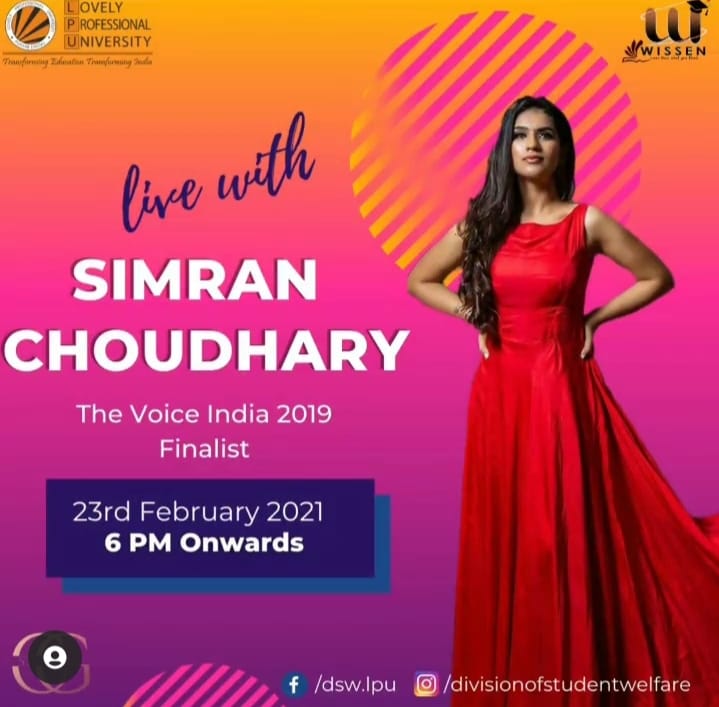 LOVELY
PROFESSIONAL
UNIVERSITY
Transforming Education Transforming India
WISSEN
live with
SIMRAN
CHOUDHARY
The Voice India 2019
Finalist
23rd February 2021
6 PM Onwards
/dsw.lpu
/divisionofstudentwelfare